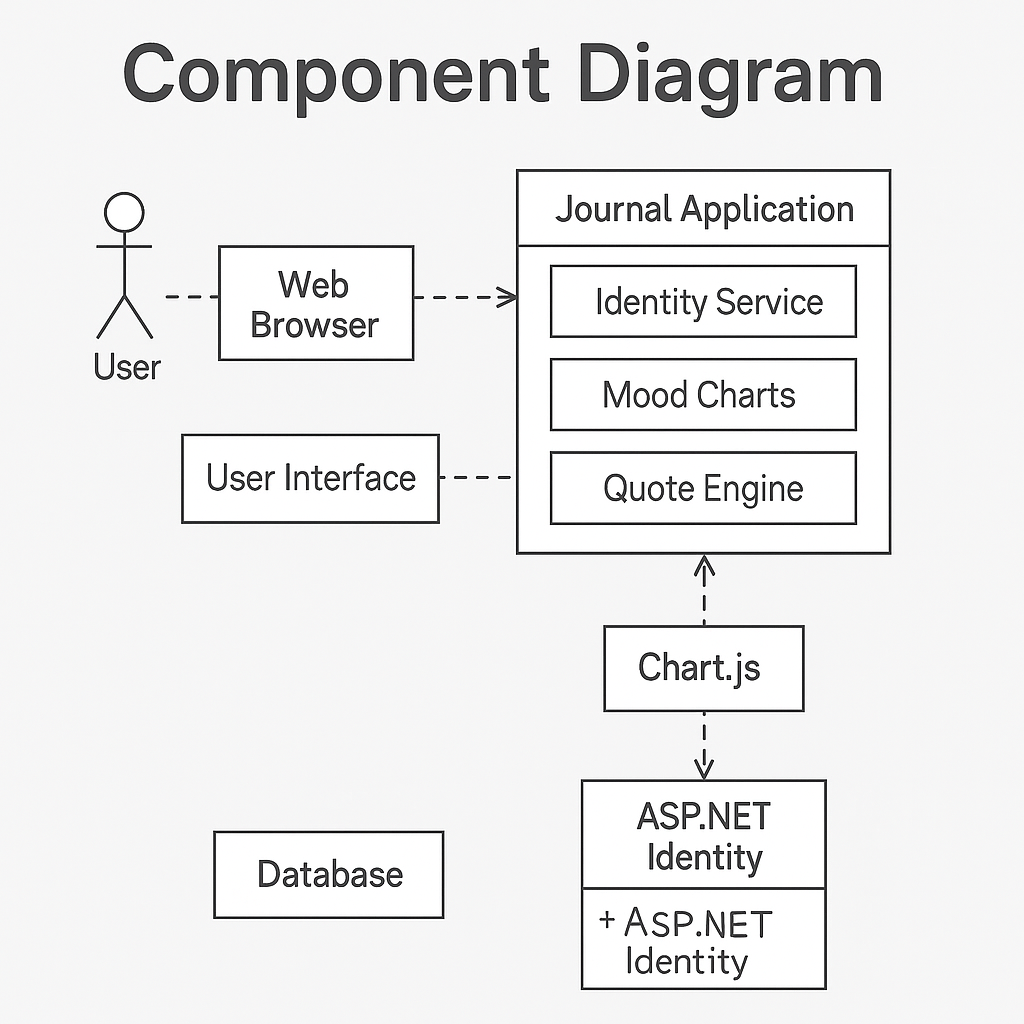 Component Diagram
User
Web
Browser
Journal Application
Identity Service
Mood Charts
Quote Engine
User Interface
Chart.js
Database
ASP.NET
Identity
+ ASP.NET
Identity